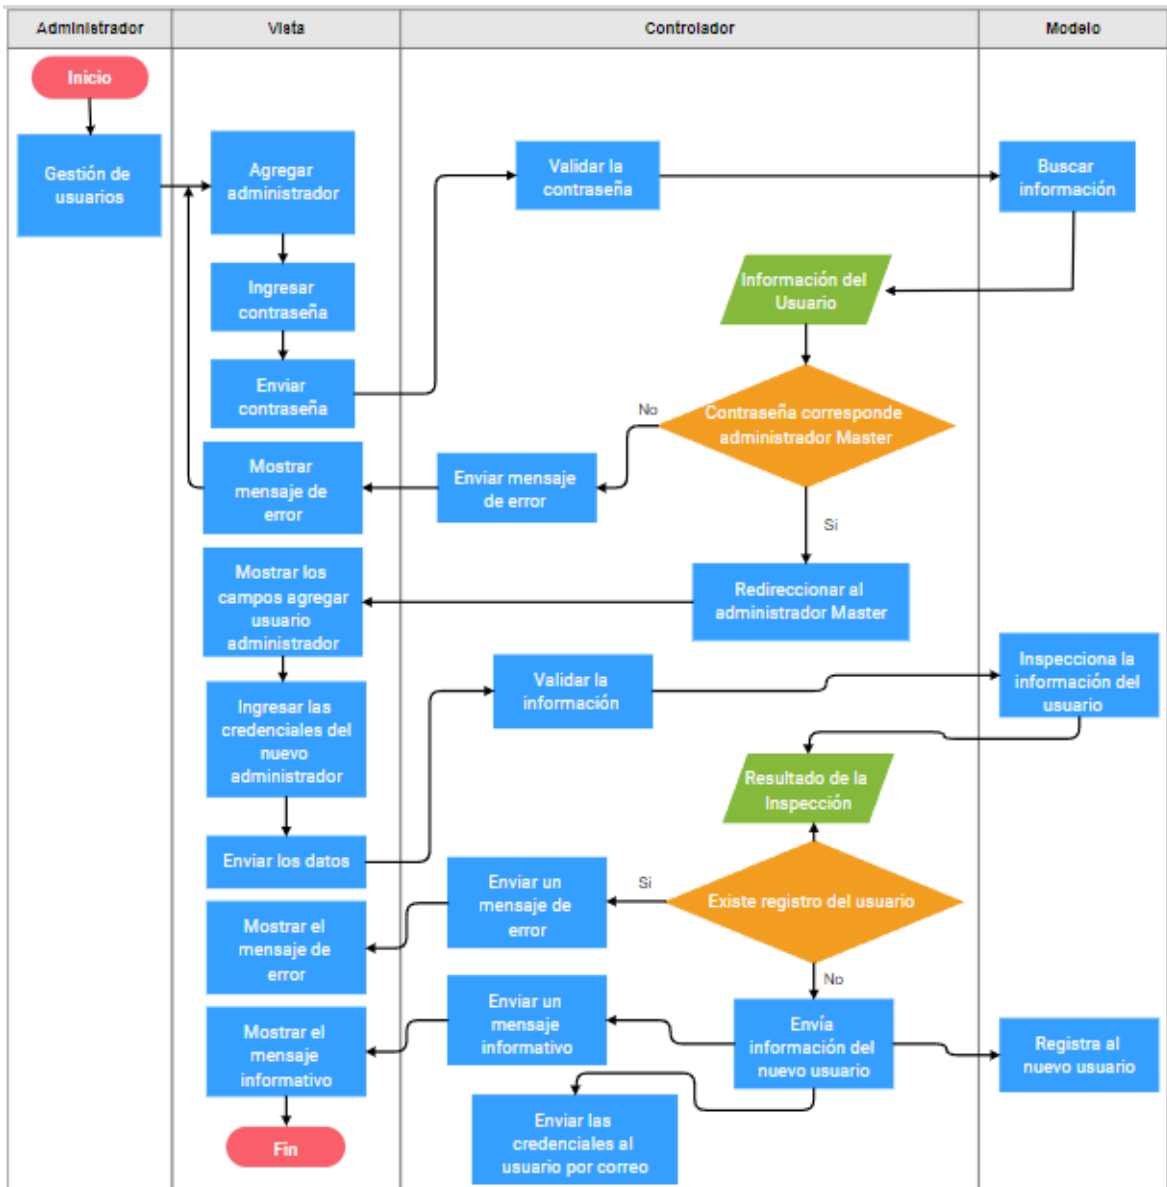 Administrador
Vista
Controlador
Modelo
Inicio
Gestión de
usuarios
Agregar
administrador
Validar la
contraseña
Buscar
información
Ingresar
contraseña
Información del
Usuario
Enviar
contraseña
Contraseña corresponde
administrador Master
No
Si
Mostrar
mensaje de
error
Enviar mensaje
de error
Mostrar los
campos agregar
usuario
administrador
Redireccionar al
administrador Master
Ingresar las
credenciales del
nuevo
administrador
Validar la
información
Inspecciona la
información del
usuario
Resultado de la
Inspección
Enviar los datos
Existe registro del usuario
Si
No
Enviar un
mensaje de
error
Mostrar el
mensaje de
error
Enviar un
mensaje
informativo
Envía
información del
nuevo usuario
Registra al
nuevo usuario
Mostrar el
mensaje
informativo
Enviar las
credenciales al
usuario por correo
Fin